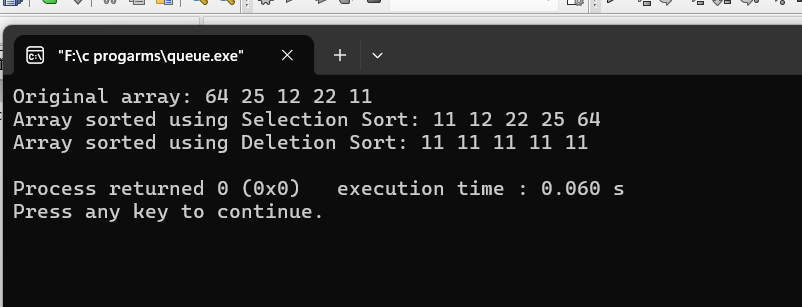 "F:\c progarms\queue.exe"
Original array: 64 25 12 22 11
Array sorted using Selection Sort: 11 12 22 25 64
Array sorted using Deletion Sort: 11 11 11 11 11
Process returned 0 (0x0)   execution time : 0.060 s
Press any key to continue.